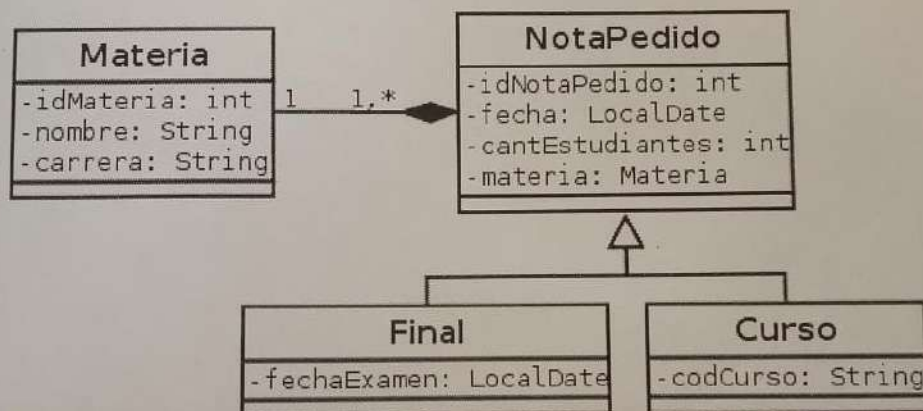 Materia
-idMateria: int
-nombre: String
-carrera: String
1
1,*
NotaPedido
-idNotaPedido: int
-fecha: LocalDate
-cantEstudiantes: int
-materia: Materia
Final
-fechaExamen: LocalDate
Curso
-codCurso: String